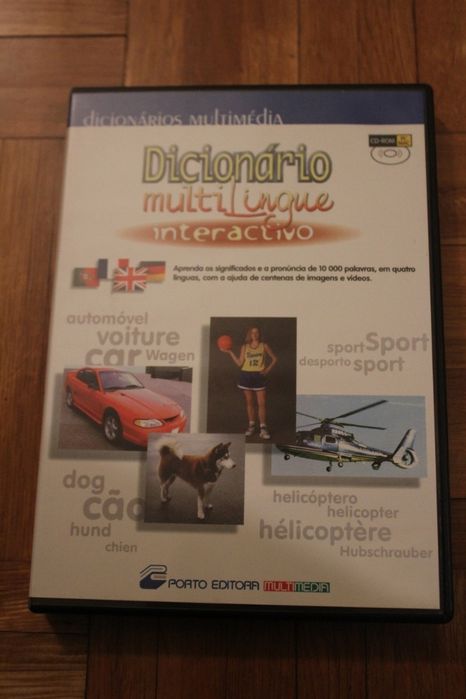 dicionários multimédia
CD-ROM
Dicionário
multiLingue
interactivo
Aprenda os significados e a pronúncia de 10 000 palavras, em quatro
línguas, com a ajuda de centenas de imagens e vídeos.
automóvel
voiture
car Wagen
sport Sport
desporto sport
12
dog
cão
hund
chien
helicóptero
helicopter
hélicoptère
Hubschrauber
PORTO EDITORA MULTIMEDIA